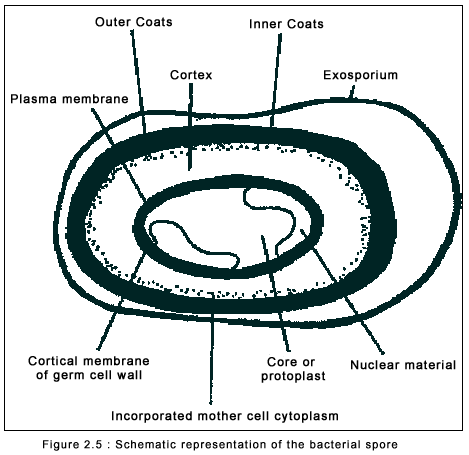 Outer Coats
Inner Coats
Cortex
Exosporium
Plasma membrane
Cortical membrane
of germ cell wall
Core or
protoplast
Nuclear material
Incorporated mother cell cytoplasm
Figure 2.5 : Schematic representation of the bacterial spore